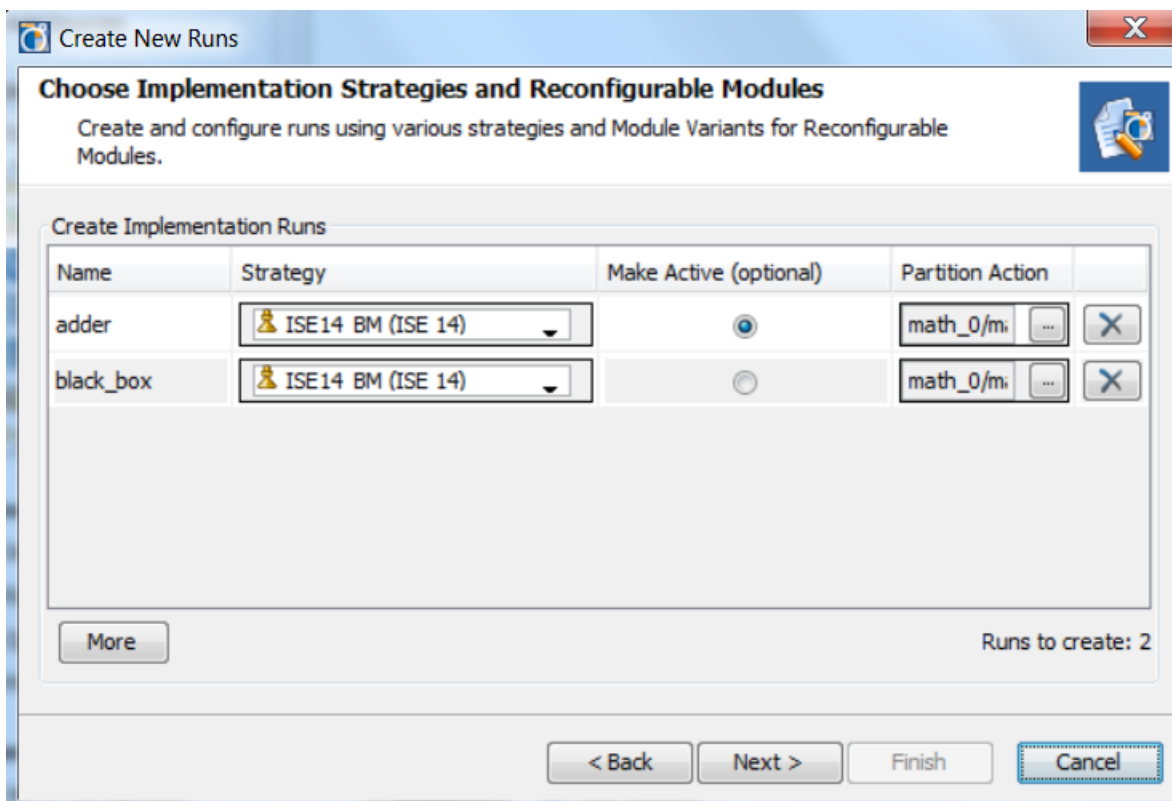 Create New Runs
X
Choose Implementation Strategies and Reconfigurable Modules
Create and configure runs using various strategies and Module Variants for Reconfigurable
Modules.
Create Implementation Runs
Name Strategy Make Active (optional) Partition Action
adder ISE14 BM (ISE 14) math_0/m ...
black_box ISE14 BM (ISE 14) math_0/m ...
More Runs to create: 2
< Back Next > Finish Cancel